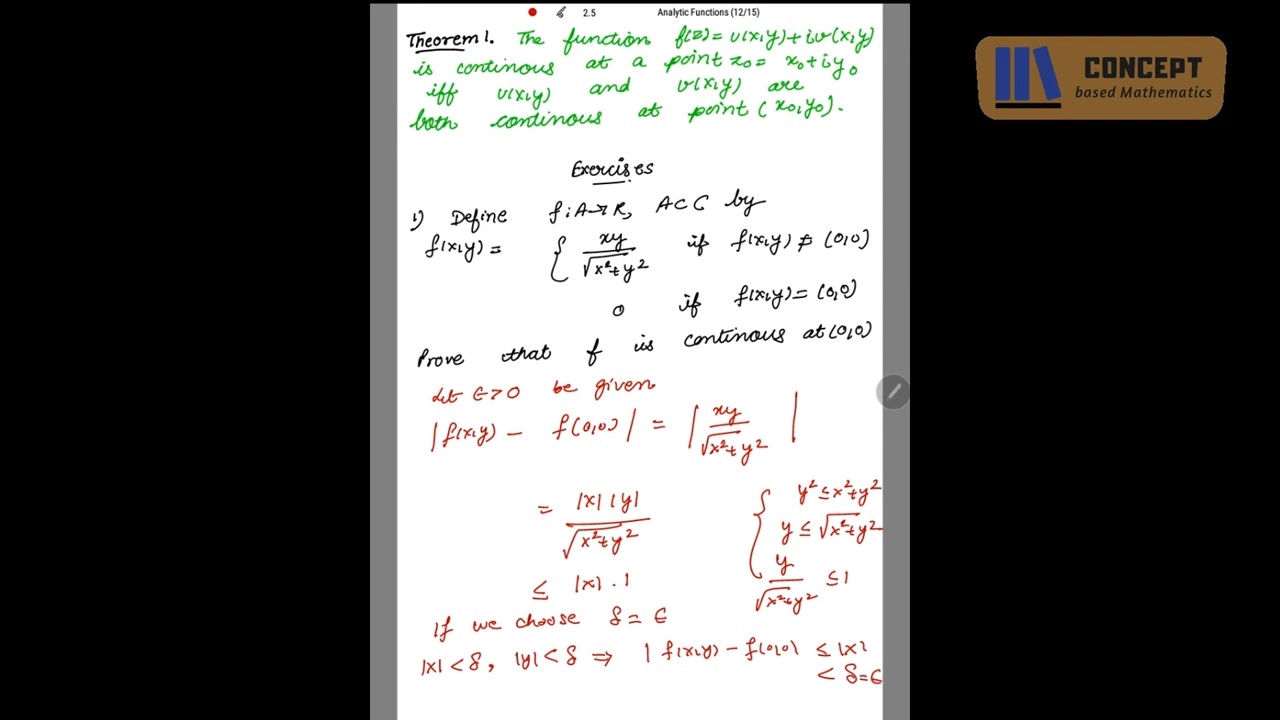 2.5 Analytic Functions (12/15)
CONCEPT
based Mathematics
Theorem 1. The function f(z) = u(x,y) + iv(x,y)
is continous at a point z0 = x0 + iy0
iff u(x,y) and v(x,y) are
both continous at point (x0,y0).
Exercises
1) Define f: A→R, A⊂C by
f(x,y) = { xy / √x²+y² if f(x,y) ≠ (0,0)
0 if f(x,y) = (0,0)
Prove that f is continous at (0,0)
Let ϵ > 0 be given
|f(x,y) - f(0,0)| = | xy / √x²+y² |
= |x| |y| / √x²+y²
≤ |x| . 1
{ y² ≤ x²+y²
y ≤ √x²+y²
y / √x²+y² ≤ 1
If we choose δ = ϵ
|x| < δ, |y| < δ ⇒ | f(x,y) - f(0,0) ≤ |x|
< δ = ϵ